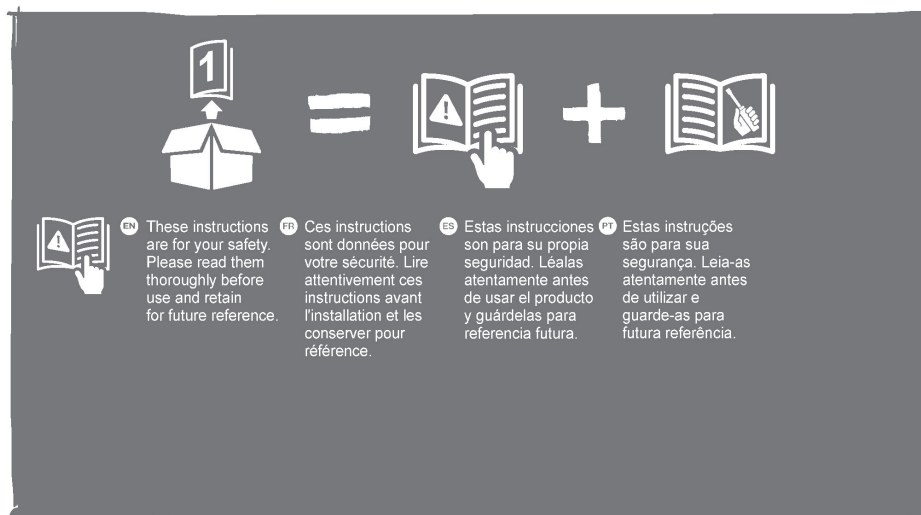 1
EN These instructions
are for your safety.
Please read them
thoroughly before
use and retain
for future reference.
FR Ces instructions
sont données pour
votre sécurité. Lire
attentivement ces
instructions avant
l'installation et les
conserver pour
référence.
ES Estas instrucciones
son para su propia
seguridad. Léalas
atentamente antes
de usar el producto
y guárdelas para
referencia futura.
PT Estas instruções
são para sua
segurança. Leia-as
atentamente antes
de utilizar e
guarde-as para
futura referência.